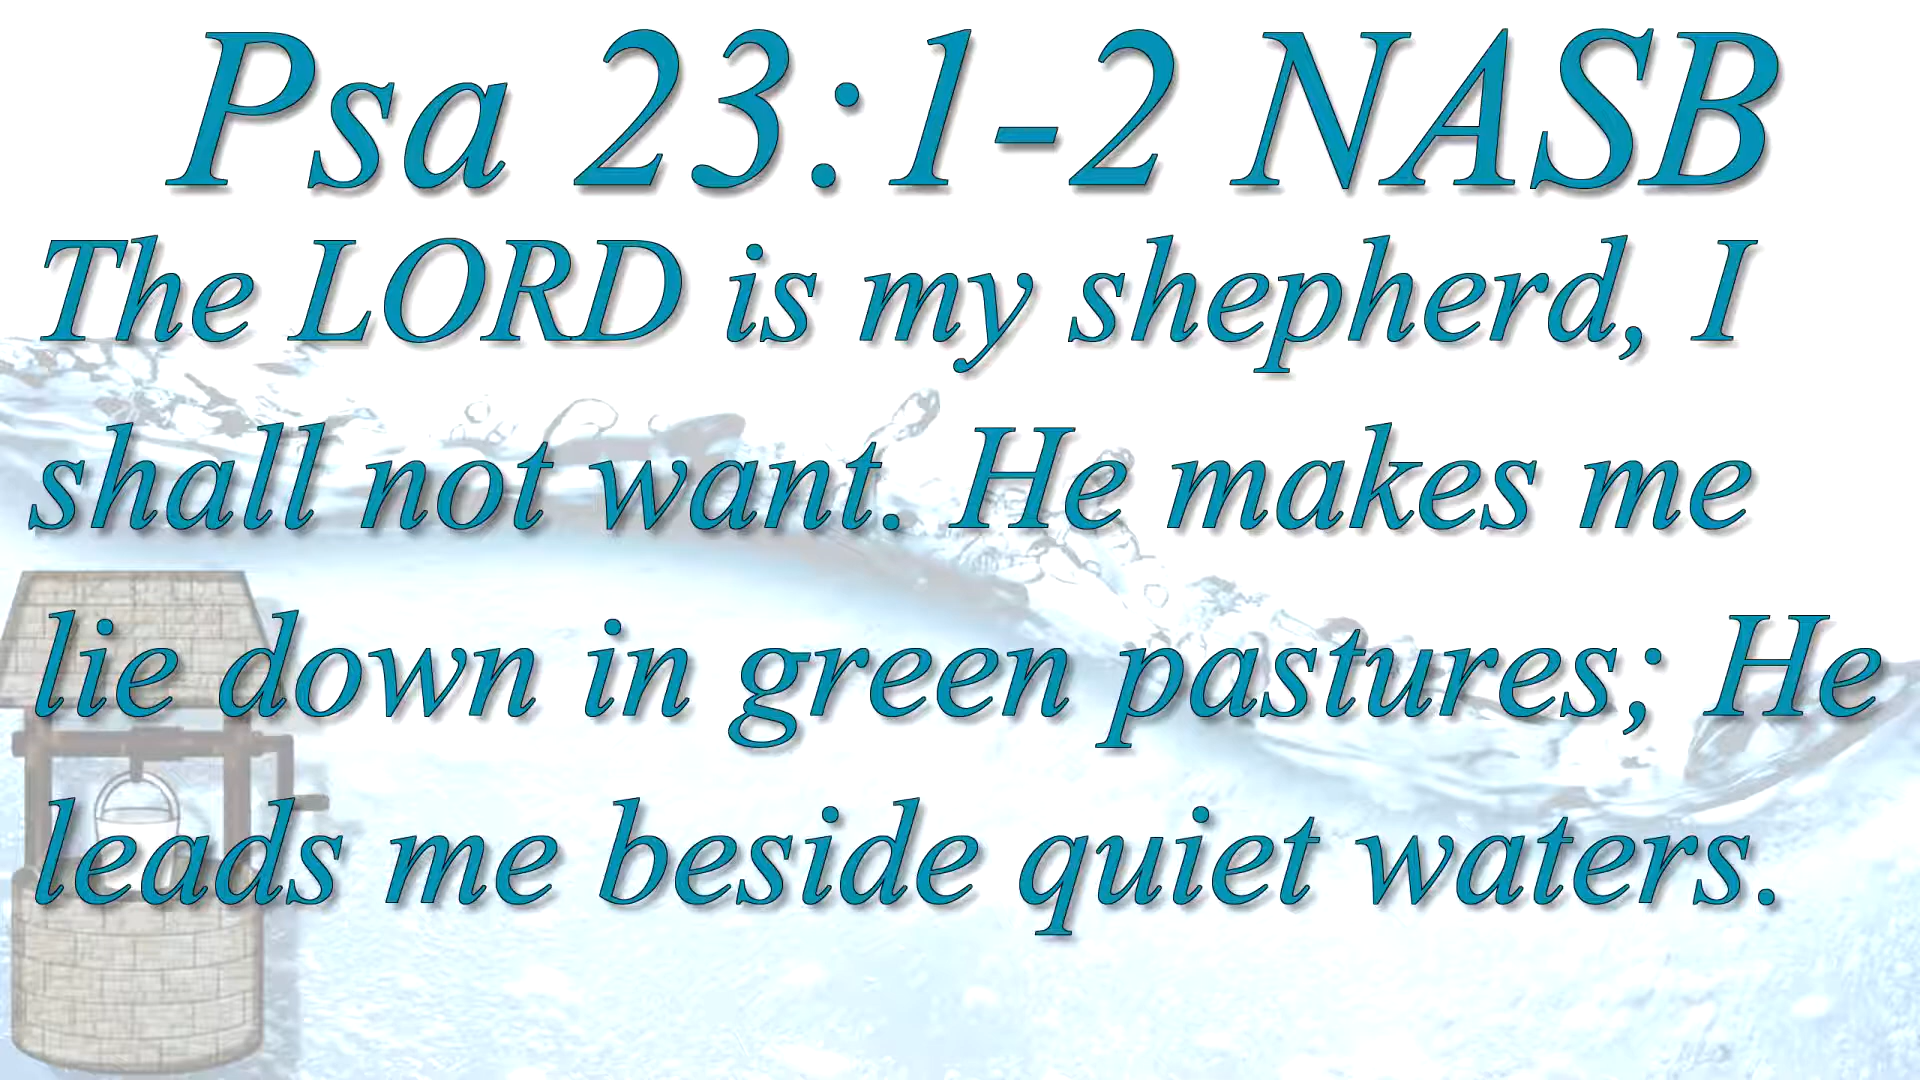 Psa 23:1-2 NASB
The LORD is my shepherd, I
shall not want. He makes me
lie down in green pastures; He
leads me beside quiet waters.